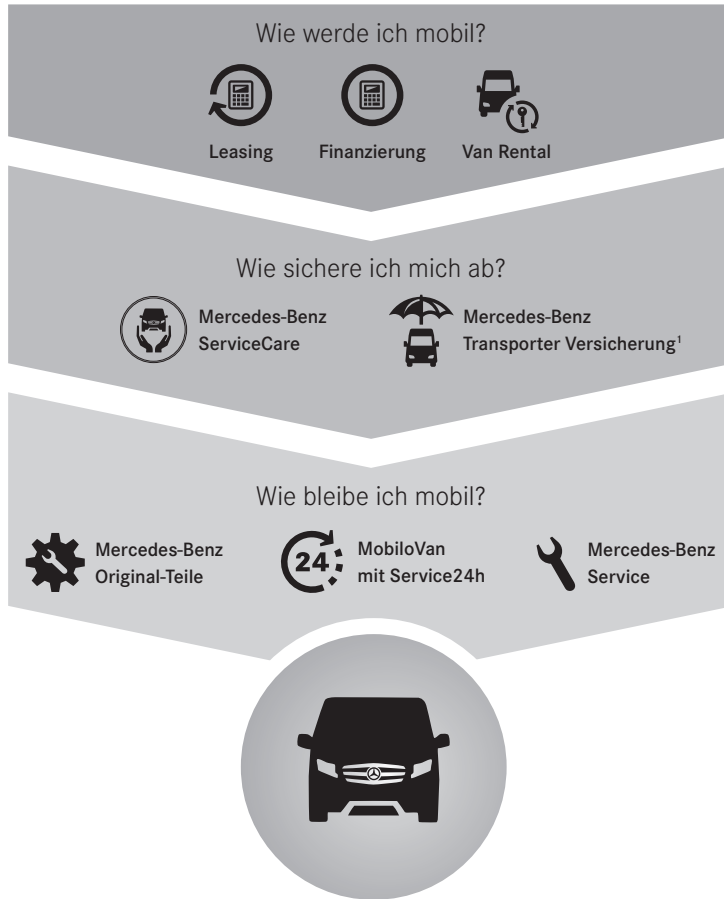 Wie werde ich mobil?
Leasing
Finanzierung
Van Rental
Wie sichere ich mich ab?
Mercedes-Benz
ServiceCare
Mercedes-Benz
Transporter Versicherung¹
Wie bleibe ich mobil?
Mercedes-Benz
Original-Teile
24
MobiloVan
mit Service24h
Mercedes-Benz
Service